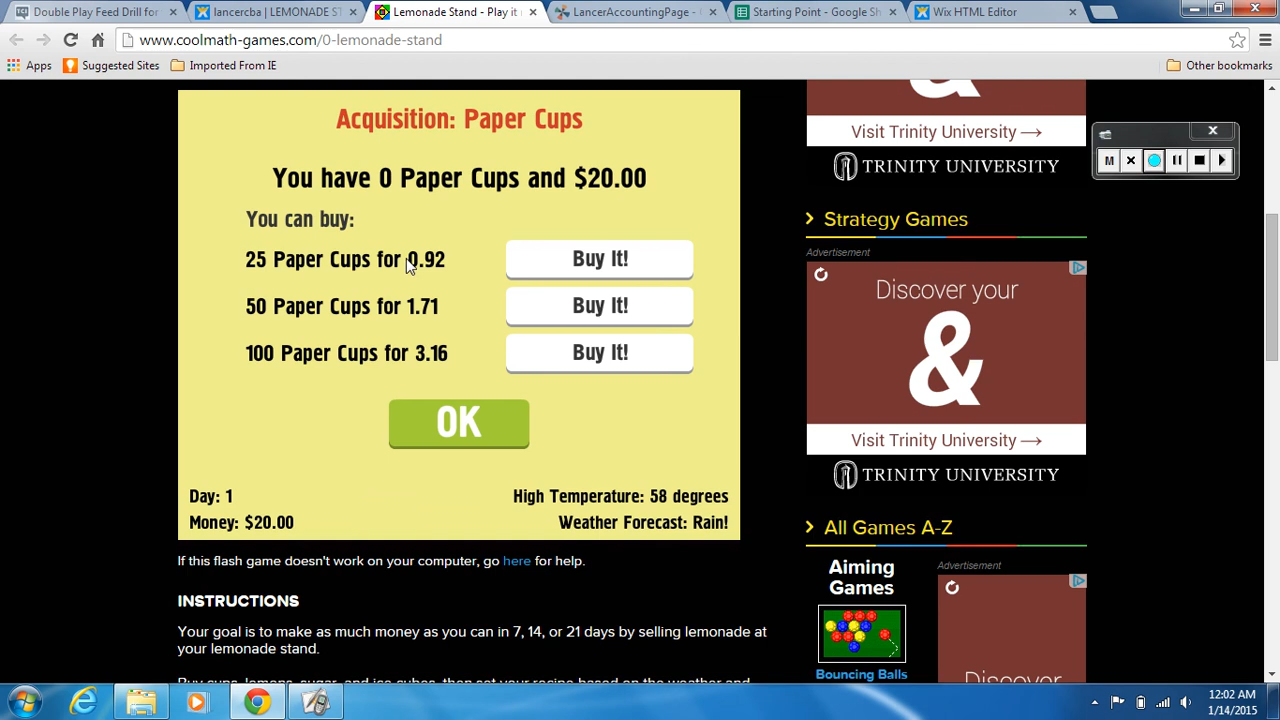 Double Play Feed Drill for
lancercba | LEMONADE ST
Lemonade Stand - Play it
LancerAccountingPage -
Starting Point - Google Sh
Wix HTML Editor
www.coolmath-games.com/0-lemonade-stand
Apps
Suggested Sites
Imported From IE
Other bookmarks
Acquisition: Paper Cups
You have 0 Paper Cups and $20.00
You can buy:
25 Paper Cups for 0.92
Buy It!
50 Paper Cups for 1.71
Buy It!
100 Paper Cups for 3.16
Buy It!
OK
Day: 1
High Temperature: 58 degrees
Money: $20.00
Weather Forecast: Rain!
If this flash game doesn't work on your computer, go here for help.
INSTRUCTIONS
Your goal is to make as much money as you can in 7, 14, or 21 days by selling lemonade at
your lemonade stand.
Visit Trinity University →
TRINITY UNIVERSITY
M
Strategy Games
Advertisement
Discover your
&
Visit Trinity University →
TRINITY UNIVERSITY
All Games A-Z
Aiming
Games
Bouncing Balls
Advertisement
Discover
12:02 AM
1/14/2015